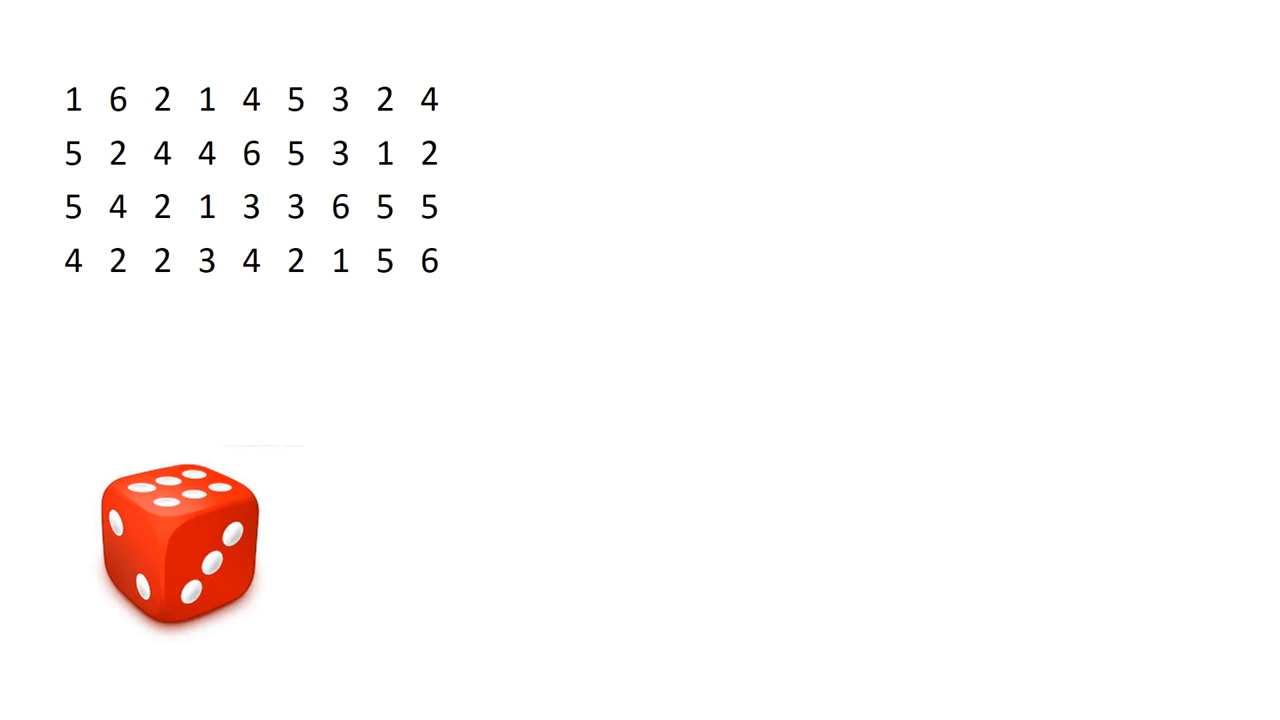 1 6 2 1 4 5 3 2 4
5 2 4 4 6 5 3 1 2
5 4 2 1 3 3 6 5 5
4 2 2 3 4 2 1 5 6